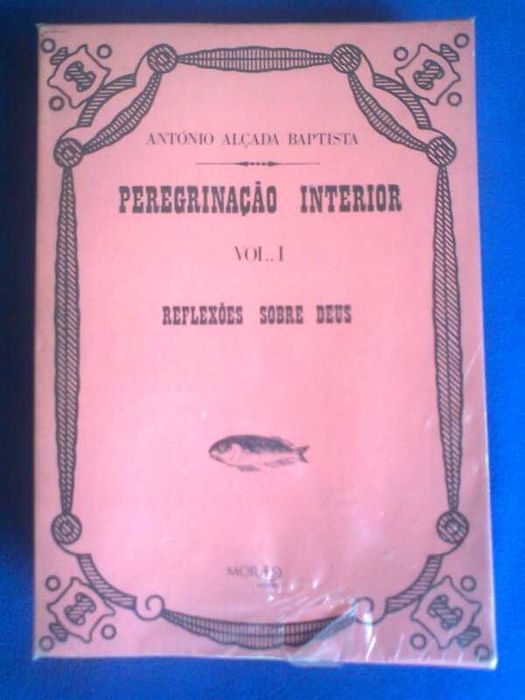 ANTÓNIO ALÇADA BAPTISTA
PEREGRINAÇÃO INTERIOR
VOL. I
REFLEXÕES SOBRE DEUS